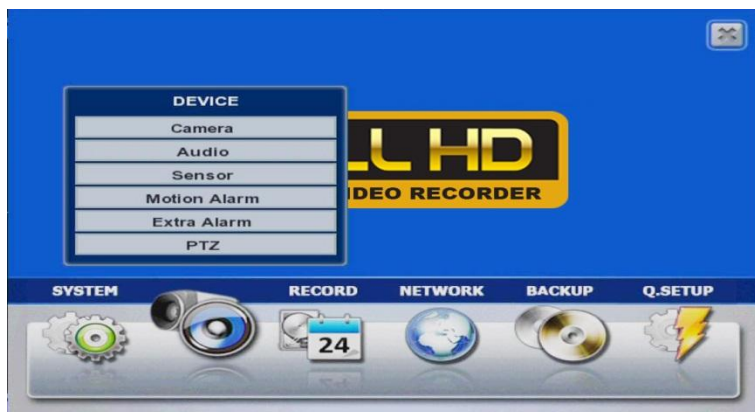 DEVICE
Camera
Audio
Sensor
Motion Alarm
Extra Alarm
PTZ
LL HD
IDEO RECORDER
SYSTEM
RECORD
NETWORK
BACKUP
Q.SETUP
24